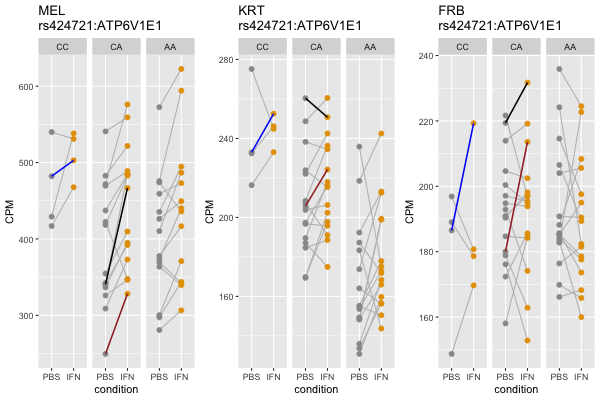 MEL
rs424721:ATP6V1E1
CC CA AA
CPM
600
500
400
300
PBS IFN PBS IFN PBS IFN
condition
KRT
rs424721:ATP6V1E1
CC CA AA
CPM
280
240
200
160
PBS IFN PBS IFN PBS IFN
condition
FRB
rs424721:ATP6V1E1
CC CA AA
CPM
240
220
200
180
160
PBS IFN PBS IFN PBS IFN
condition